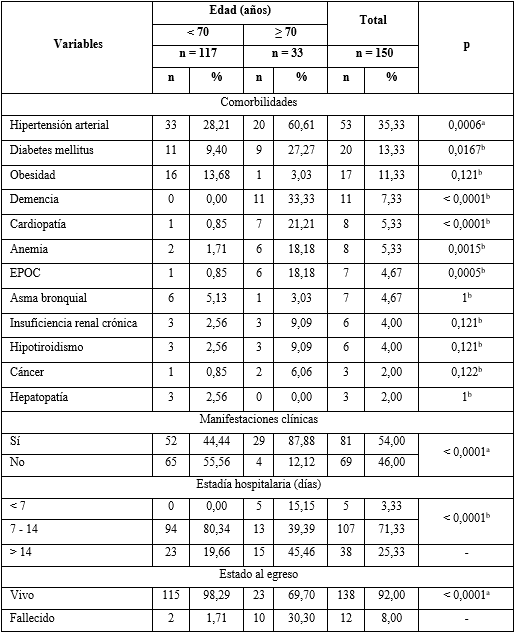 Variables Edad (años) Total p
< 70 ≥ 70
n = 117 n = 33 n = 150
n % n % n %
Comorbilidades
Hipertensión arterial 33 28,21 20 60,61 53 35,33 0,0006ᵃ
Diabetes mellitus 11 9,40 9 27,27 20 13,33 0,0167ᵇ
Obesidad 16 13,68 1 3,03 17 11,33 0,121ᵇ
Demencia 0 0,00 11 33,33 11 7,33 < 0,0001ᵇ
Cardiopatía 1 0,85 7 21,21 8 5,33 < 0,0001ᵇ
Anemia 2 1,71 6 18,18 8 5,33 0,0015ᵇ
EPOC 1 0,85 6 18,18 7 4,67 0,0005ᵇ
Asma bronquial 6 5,13 1 3,03 7 4,67 1ᵇ
Insuficiencia renal crónica 3 2,56 3 9,09 6 4,00 0,121ᵇ
Hipotiroidismo 3 2,56 3 9,09 6 4,00 0,121ᵇ
Cáncer 1 0,85 2 6,06 3 2,00 0,122ᵇ
Hepatopatía 3 2,56 0 0,00 3 2,00 1ᵇ
Manifestaciones clínicas
Sí 52 44,44 29 87,88 81 54,00 < 0,0001ᵃ
No 65 55,56 4 12,12 69 46,00
Estadía hospitalaria (días)
< 7 0 0,00 5 15,15 5 3,33 < 0,0001ᵇ
7 - 14 94 80,34 13 39,39 107 71,33
> 14 23 19,66 15 45,46 38 25,33 -
Estado al egreso
Vivo 115 98,29 23 69,70 138 92,00 < 0,0001ᵃ
Fallecido 2 1,71 10 30,30 12 8,00 -